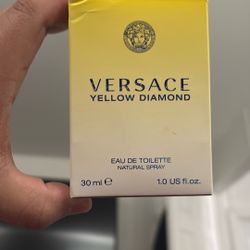 VERSACE
YELLOW DIAMOND
EAU DE TOILETTE
NATURAL SPRAY
30 ml ℮ 1.0 US fl.oz.